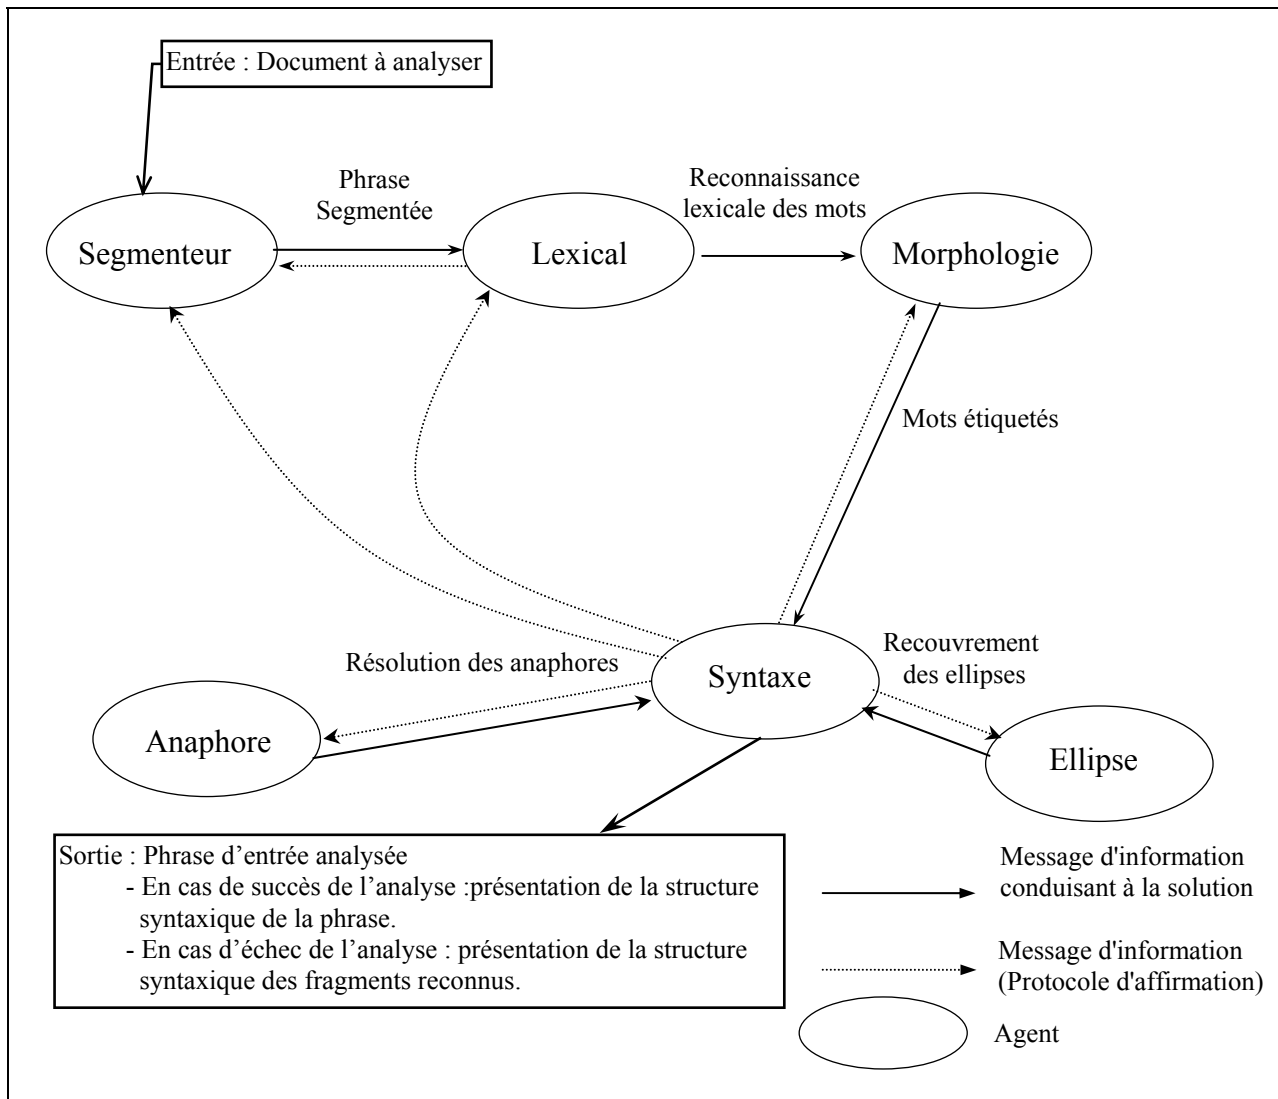 Entrée : Document à analyser
Phrase
Segmentée
Reconnaissance
lexicale des mots
Segmenteur
Lexical
Morphologie
Mots étiquetés
Résolution des anaphores
Syntaxe
Recouvrement
des ellipses
Anaphore
Ellipse
Sortie : Phrase d’entrée analysée
- En cas de succès de l’analyse :présentation de la structure
syntaxique de la phrase.
- En cas d’échec de l’analyse : présentation de la structure
syntaxique des fragments reconnus.
Message d'information
conduisant à la solution
Message d'information
(Protocole d'affirmation)
Agent